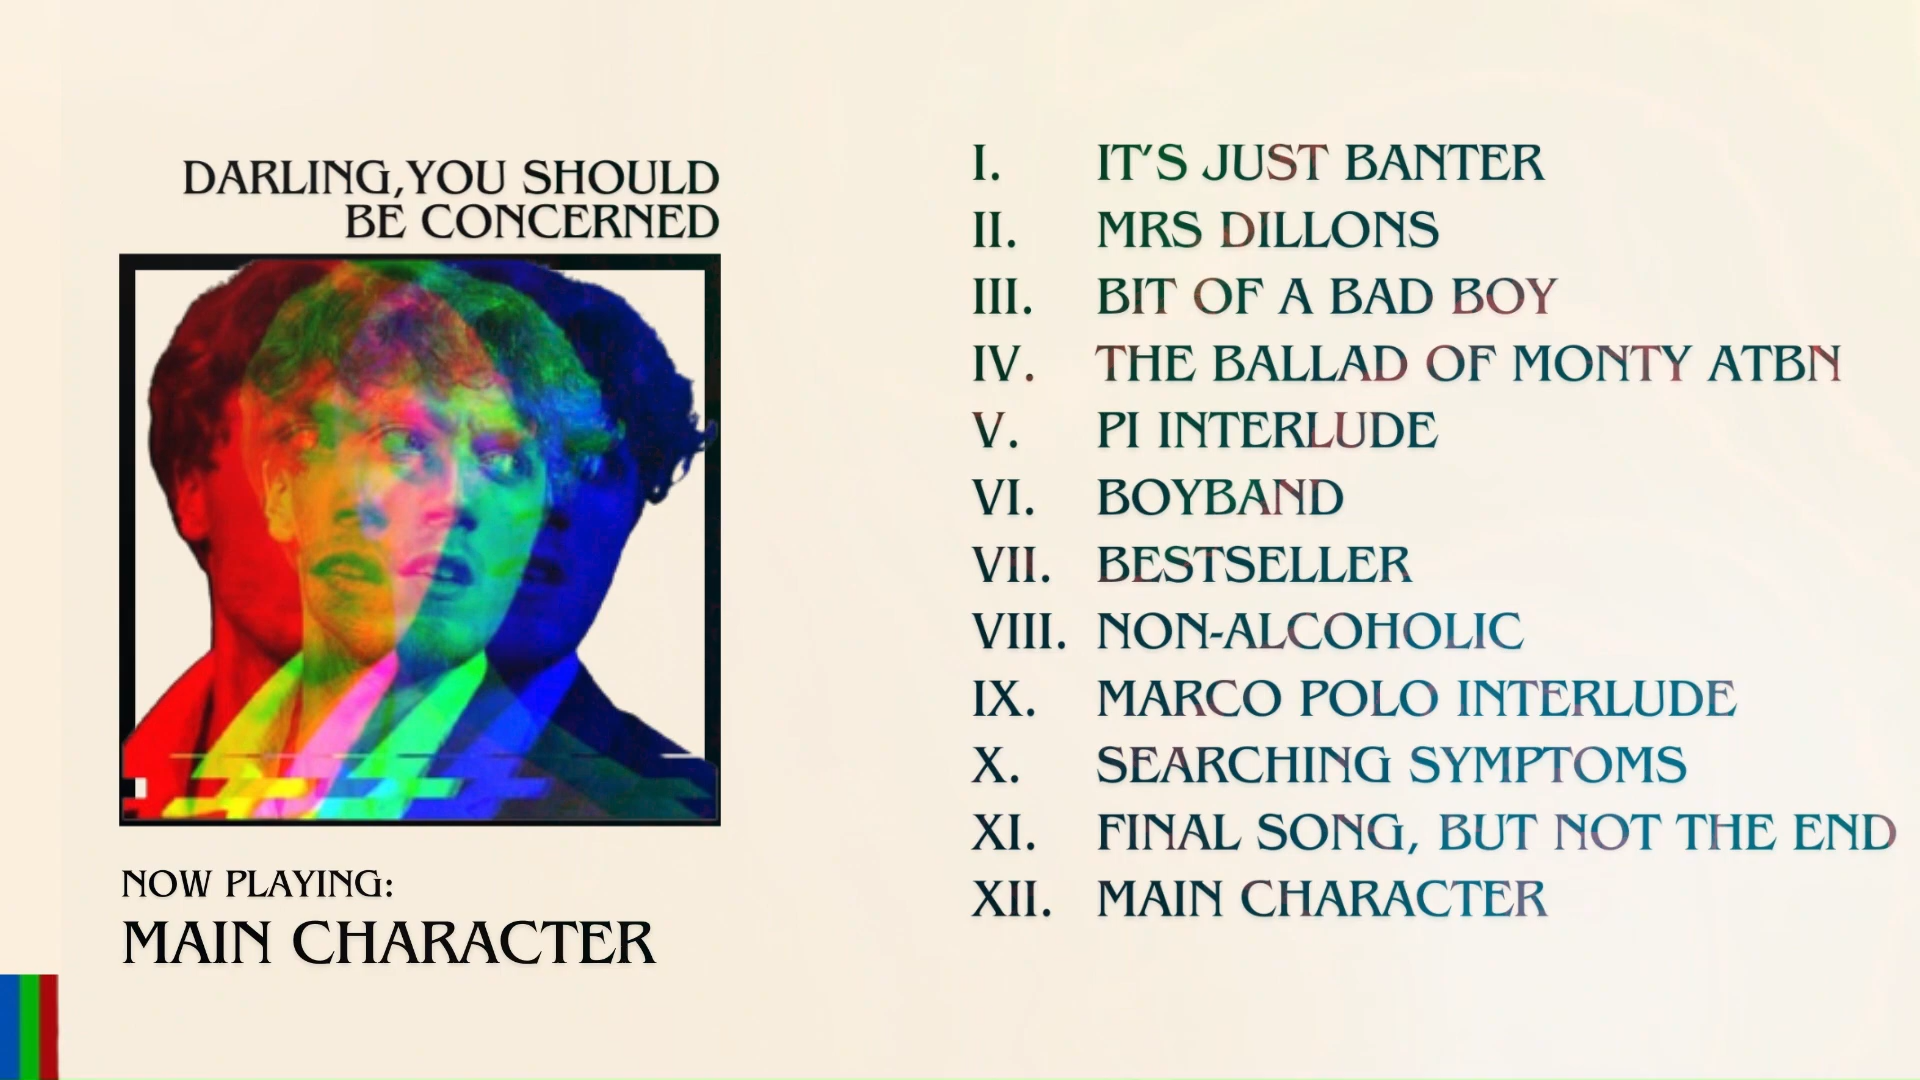 DARLING,YOU SHOULD
BE CONCERNED
NOW PLAYING:
MAIN CHARACTER
I. IT'S JUST BANTER
II. MRS DILLONS
III. BIT OF A BAD BOY
IV. THE BALLAD OF MONTY ATBN
V. PI INTERLUDE
VI. BOYBAND
VII. BESTSELLER
VIII. NON-ALCOHOLIC
IX. MARCO POLO INTERLUDE
X. SEARCHING SYMPTOMS
XI. FINAL SONG, BUT NOT THE END
XII. MAIN CHARACTER